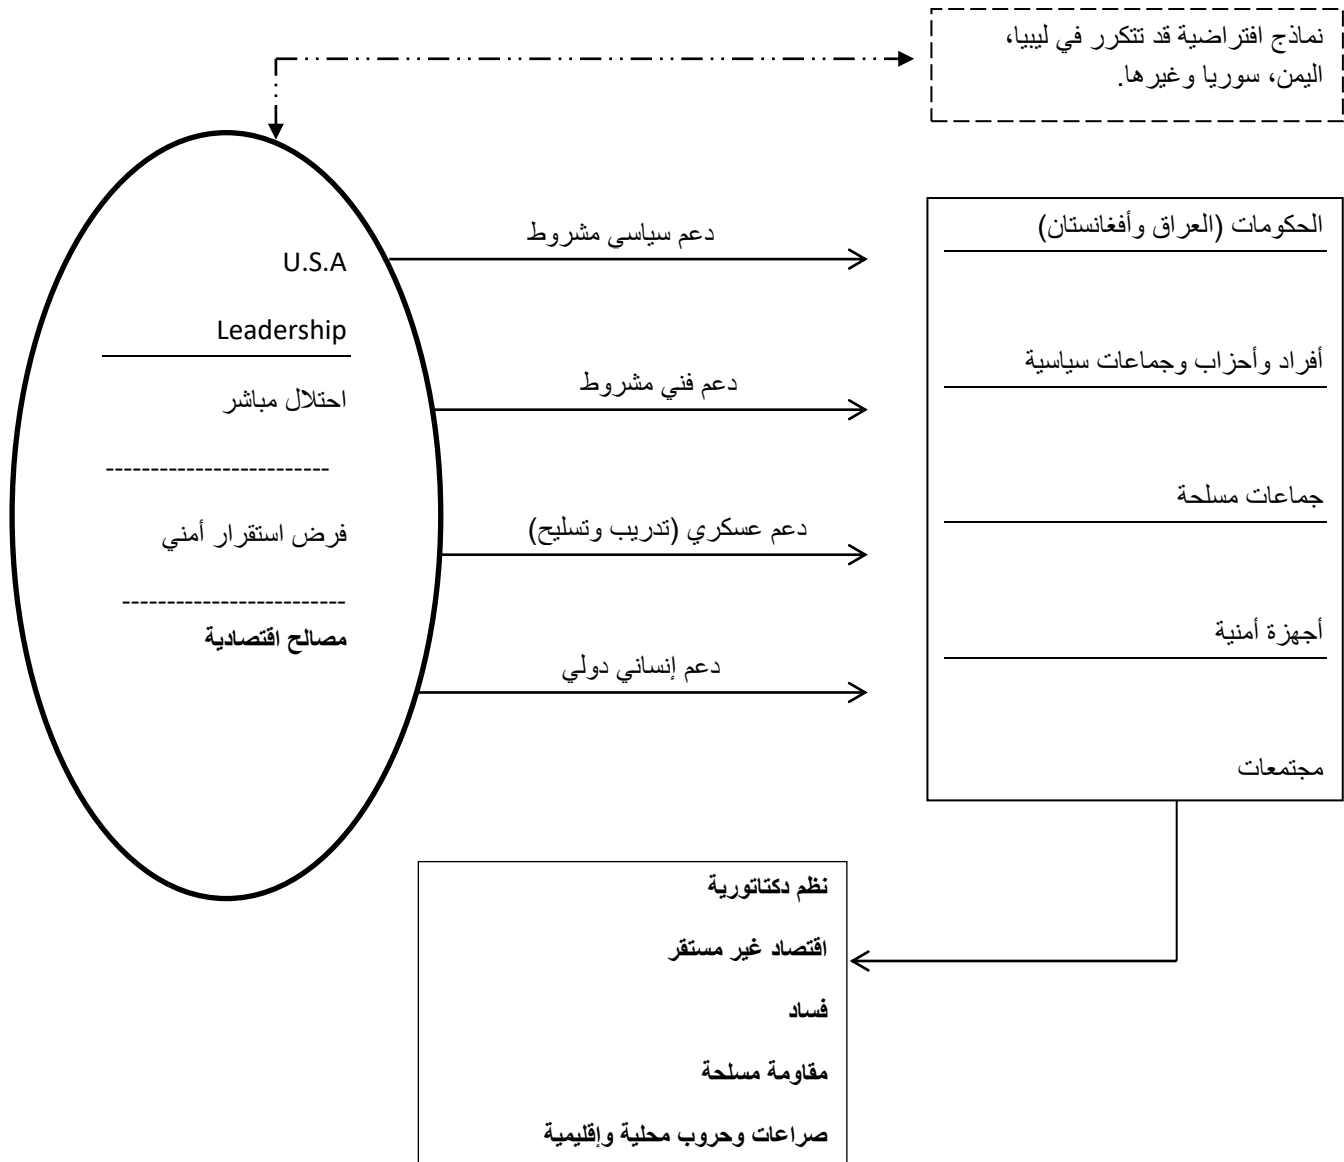 نماذج افتراضية قد تتكرر في ليبيا،
اليمن، سوريا وغيرها.
U.S.A
Leadership
احتلال مباشر
-------------------------
فرض استقرار أمني
-------------------------
مصالح اقتصادية
دعم سياسي مشروط
دعم فني مشروط
دعم عسكري (تدريب وتسليح)
دعم إنساني دولي
الحكومات (العراق وأفغانستان)
أفراد وأحزاب وجماعات سياسية
جماعات مسلحة
أجهزة أمنية
مجتمعات
نظم دكتاتورية
اقتصاد غير مستقر
فساد
مقاومة مسلحة
صراعات وحروب محلية وإقليمية